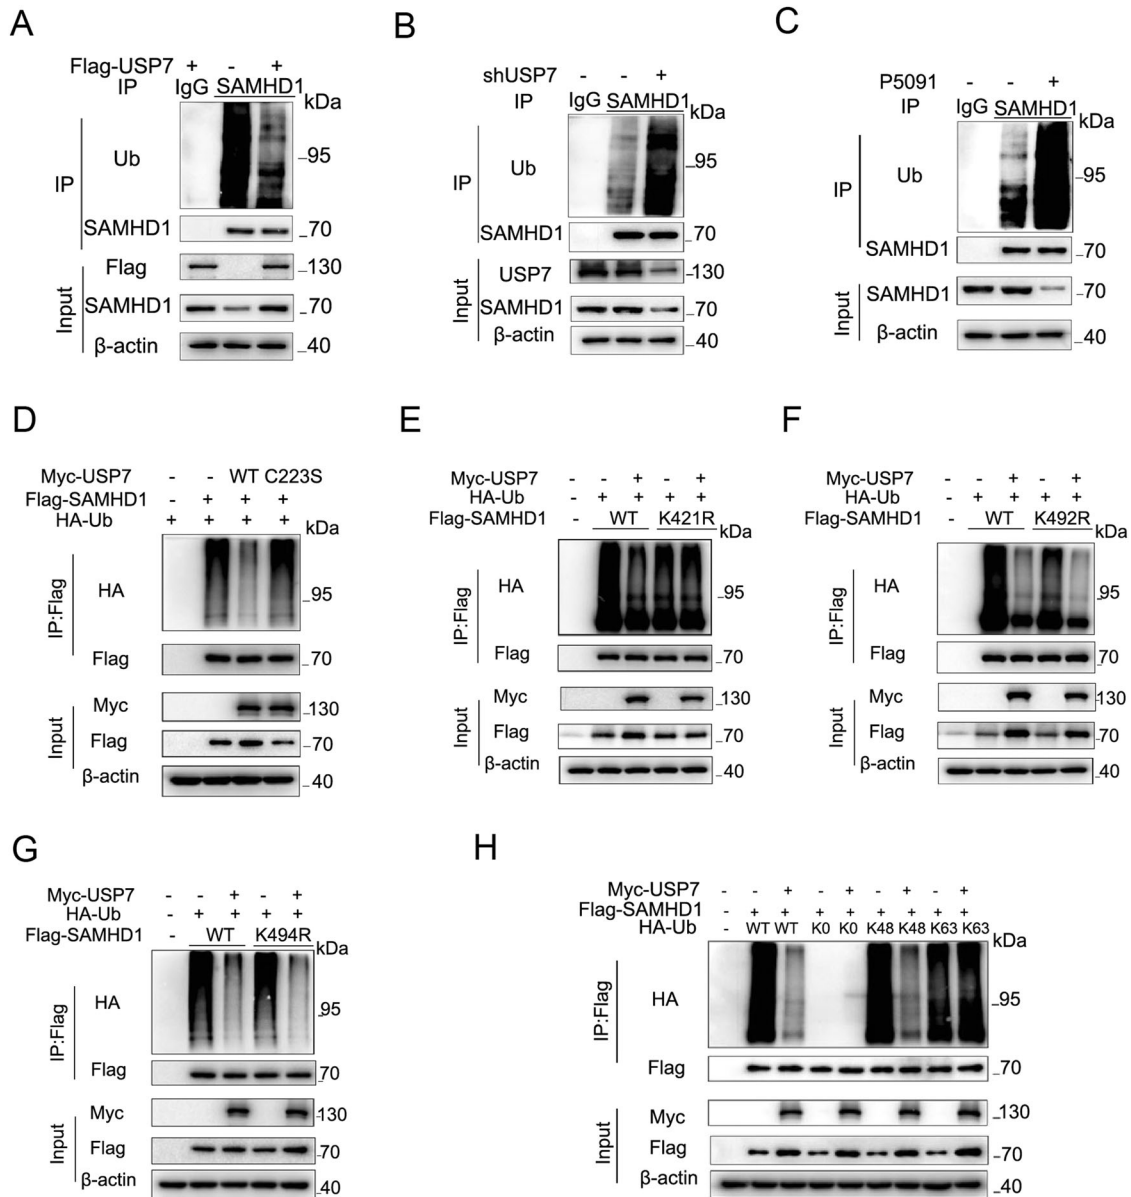 A
Flag-USP7 + - +
IP IgG SAMHD1
kDa
Ub
95
IP
SAMHD1 70
Flag 130
SAMHD1 70
Input
β-actin 40
B
shUSP7 - - +
IP IgG SAMHD1
kDa
Ub
95
IP
SAMHD1 70
USP7 130
SAMHD1 70
Input
β-actin 40
C
P5091 - - +
IP IgG SAMHD1
kDa
Ub
95
IP
SAMHD1 70
SAMHD1 70
Input
β-actin 40
D
Myc-USP7 - - WT C223S
Flag-SAMHD1 - + + +
HA-Ub + + + +
kDa
HA
95
IP:Flag
Flag 70
Myc 130
Flag 70
Input
β-actin 40
E
Myc-USP7 - - + - +
HA-Ub - + + + +
Flag-SAMHD1 - WT K421R
kDa
HA
95
IP:Flag
Flag 70
Myc 130
Flag 70
Input
β-actin 40
F
Myc-USP7 - - + - +
HA-Ub - + + + +
Flag-SAMHD1 - WT K492R
kDa
HA
95
IP:Flag
Flag 70
Myc 130
Flag 70
Input
β-actin 40
G
Myc-USP7 - - + - +
HA-Ub - + + + +
Flag-SAMHD1 - WT K494R
kDa
HA
95
IP:Flag
Flag 70
Myc 130
Flag 70
Input
β-actin 40
H
Myc-USP7 - - + - + - + - +
Flag-SAMHD1 - + + + + + + + +
HA-Ub - WT WT K0 K0 K48 K48 K63 K63
kDa
HA
95
IP:Flag
Flag 70
Myc 130
Flag 70
Input
β-actin 40